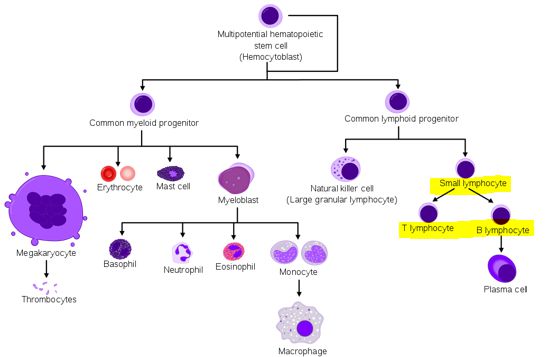 Multipotential hematopoietic
stem cell
(Hemocytoblast)
Common myeloid progenitor
Common lymphoid progenitor
Erythrocyte
Mast cell
Myeloblast
Natural killer cell
(Large granular lymphocyte)
Small lymphocyte
T lymphocyte
B lymphocyte
Megakaryocyte
Basophil
Neutrophil
Eosinophil
Monocyte
Plasma cell
Thrombocytes
Macrophage